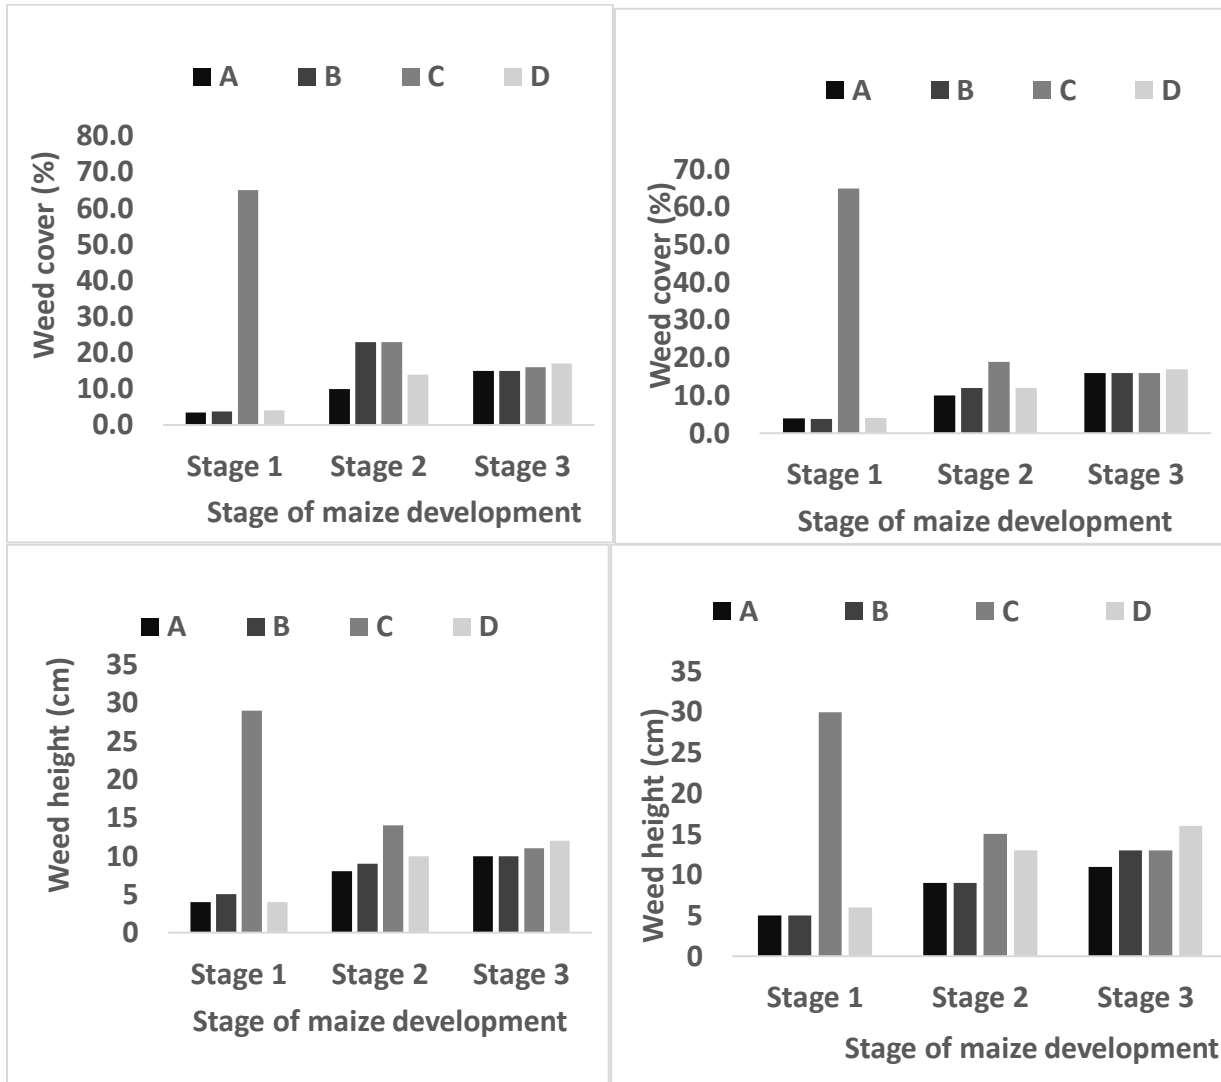 A B C D
Weed cover (%)
80.0
70.0
60.0
50.0
40.0
30.0
20.0
10.0
0.0
Stage 1 Stage 2 Stage 3
Stage of maize development
A B C D
Weed cover (%)
70.0
60.0
50.0
40.0
30.0
20.0
10.0
0.0
Stage 1 Stage 2 Stage 3
Stage of maize development
A B C D
Weed height (cm)
35
30
25
20
15
10
5
0
Stage 1 Stage 2 Stage 3
Stage of maize development
A B C D
Weed height (cm)
35
30
25
20
15
10
5
0
Stage 1 Stage 2 Stage 3
Stage of maize development